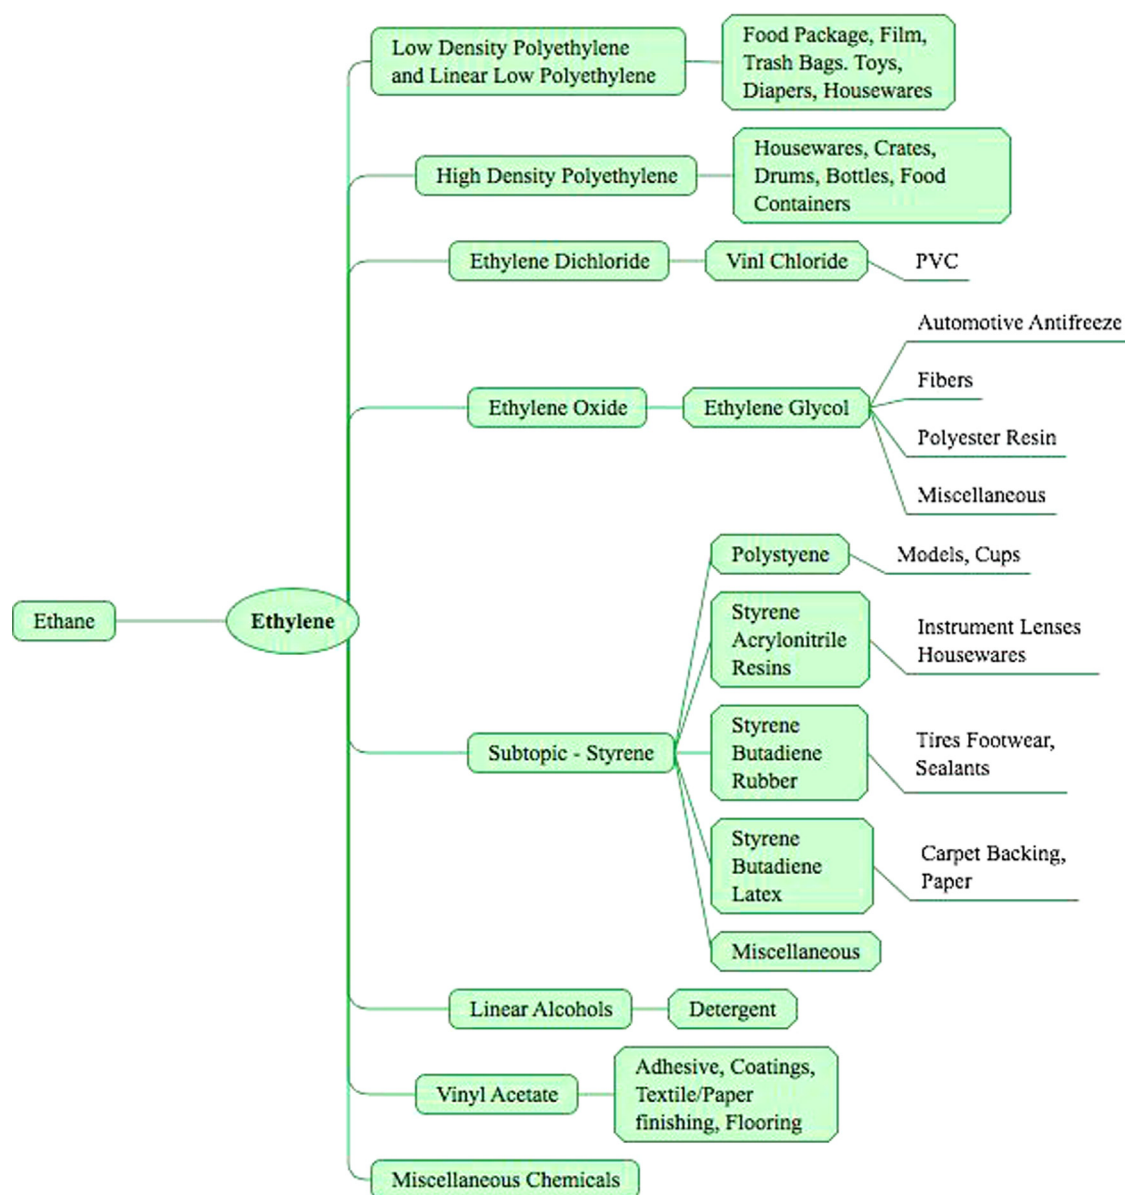 Low Density Polyethylene
and Linear Low Polyethylene
Food Package, Film,
Trash Bags. Toys,
Diapers, Housewares
High Density Polyethylene
Housewares, Crates,
Drums, Bottles, Food
Containers
Ethylene Dichloride
Vinl Chloride
PVC
Ethylene Oxide
Ethylene Glycol
Automotive Antifreeze
Fibers
Polyester Resin
Miscellaneous
Ethane
Ethylene
Subtopic - Styrene
Polystyene
Models, Cups
Styrene
Acrylonitrile
Resins
Instrument Lenses
Housewares
Styrene
Butadiene
Rubber
Tires Footwear,
Sealants
Styrene
Butadiene
Latex
Carpet Backing,
Paper
Miscellaneous
Linear Alcohols
Detergent
Vinyl Acetate
Adhesive, Coatings,
Textile/Paper
finishing, Flooring
Miscellaneous Chemicals